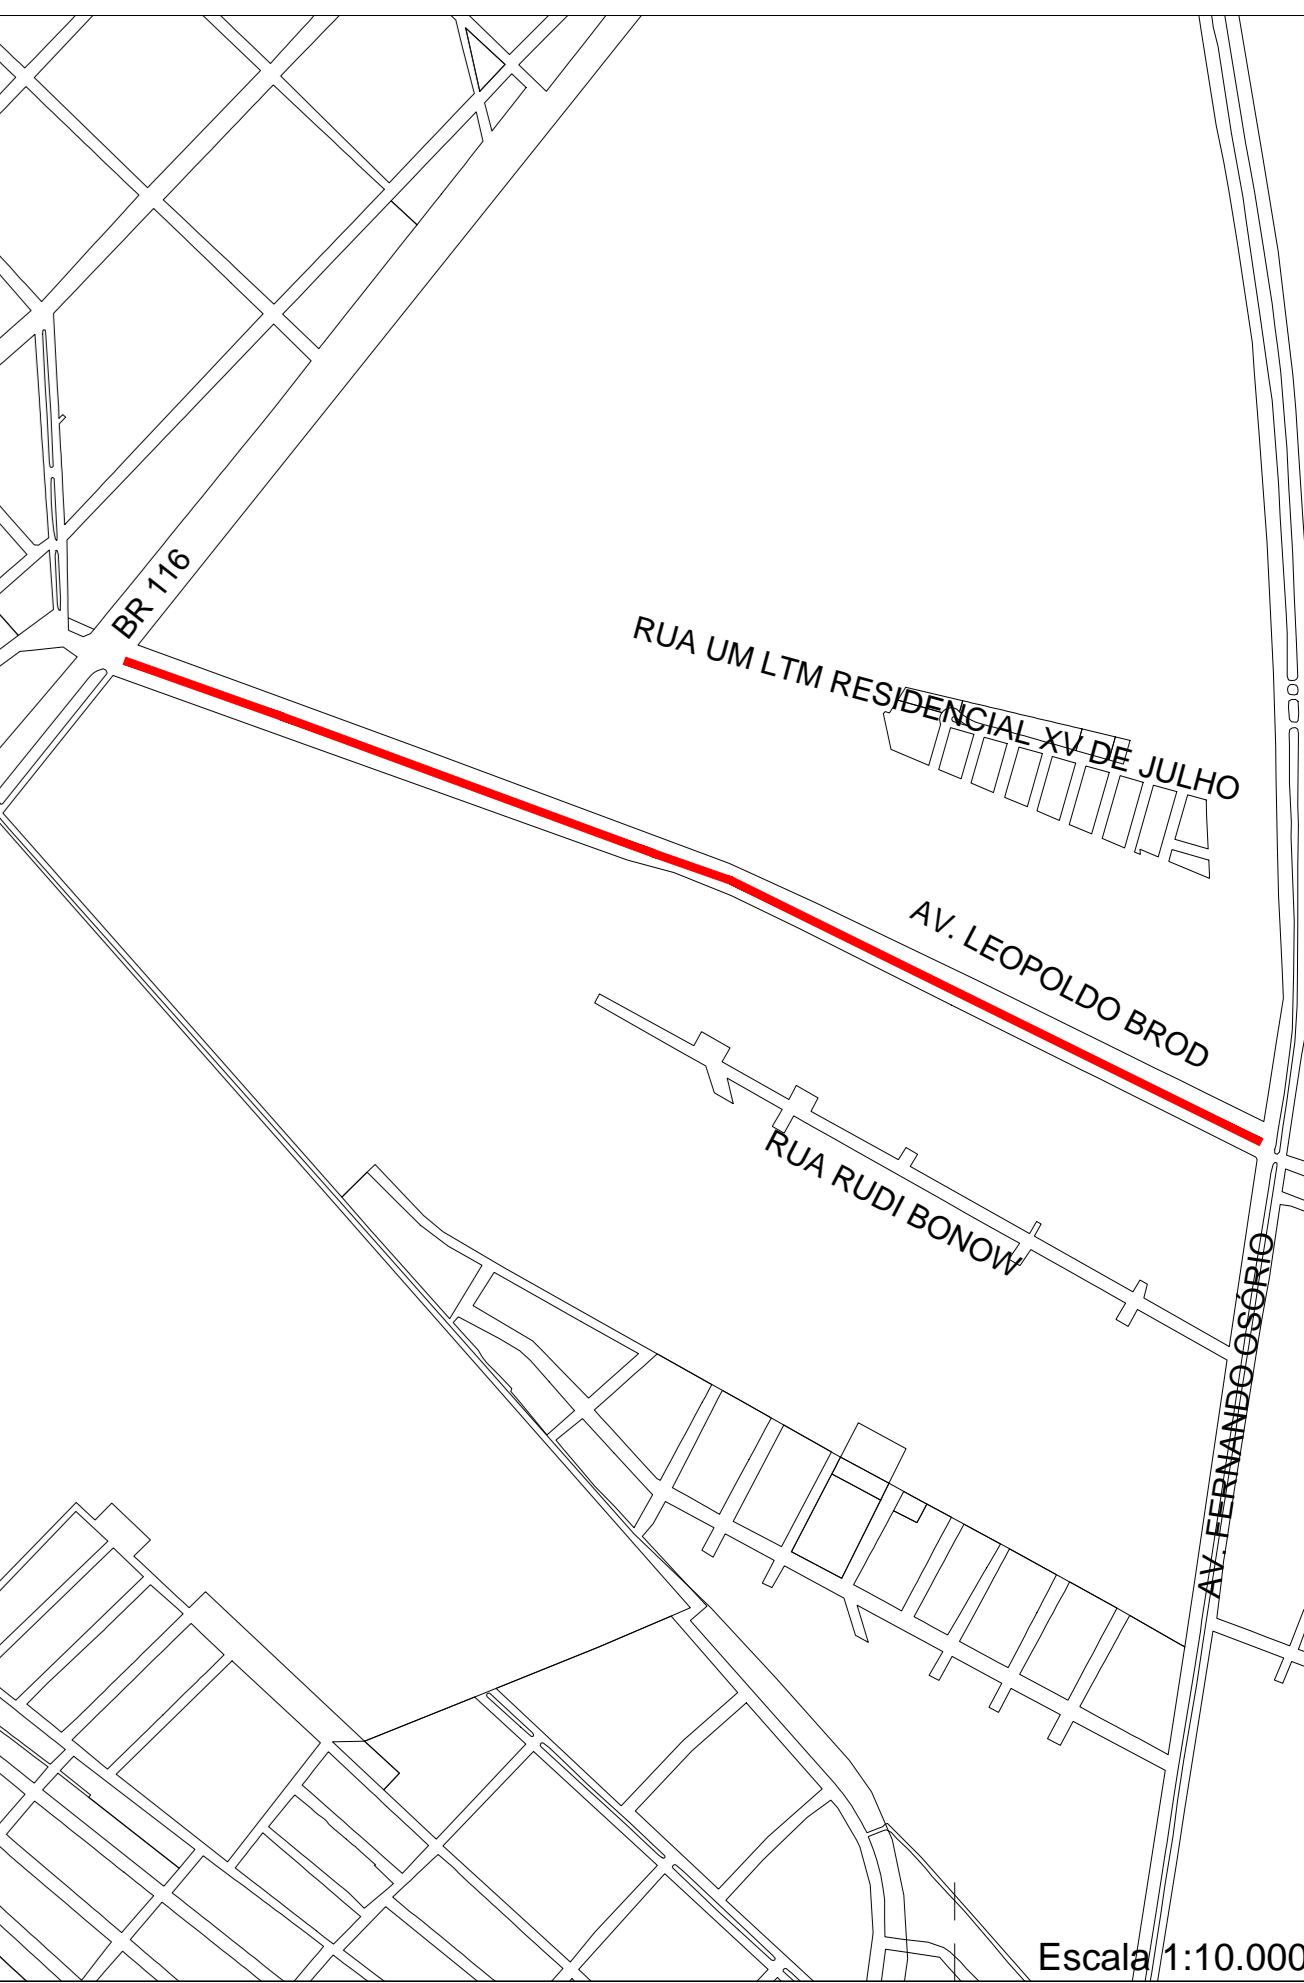 BR 116
RUA UM LTM RESIDENCIAL XV DE JULHO
AV. LEOPOLDO BROD
RUA RUDI BONOW
AV. FERNANDO OSÓRIO
Escala 1:10.000